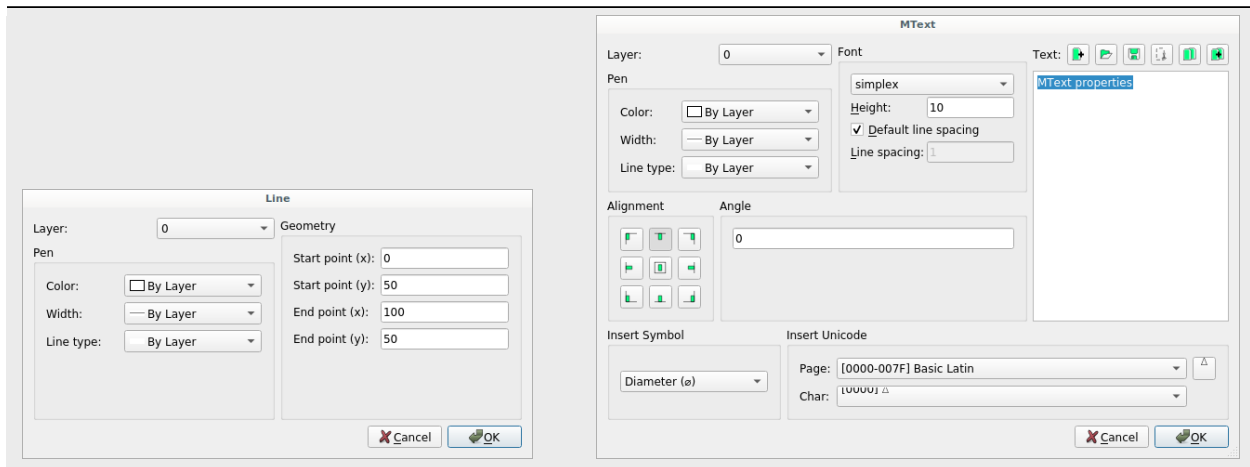 Line
Layer: 0
Pen
Color: By Layer
Width: By Layer
Line type: By Layer
Geometry
Start point (x): 0
Start point (y): 50
End point (x): 100
End point (y): 50
Cancel OK
MText
Layer: 0
Pen
Color: By Layer
Width: By Layer
Line type: By Layer
Font
simplex
Height: 10
Default line spacing
Line spacing: 1
Text:
MText properties
Alignment
Angle
0
Insert Symbol
Diameter (ø)
Insert Unicode
Page: [0000-007F] Basic Latin
Char: [0000] △
△
Cancel OK